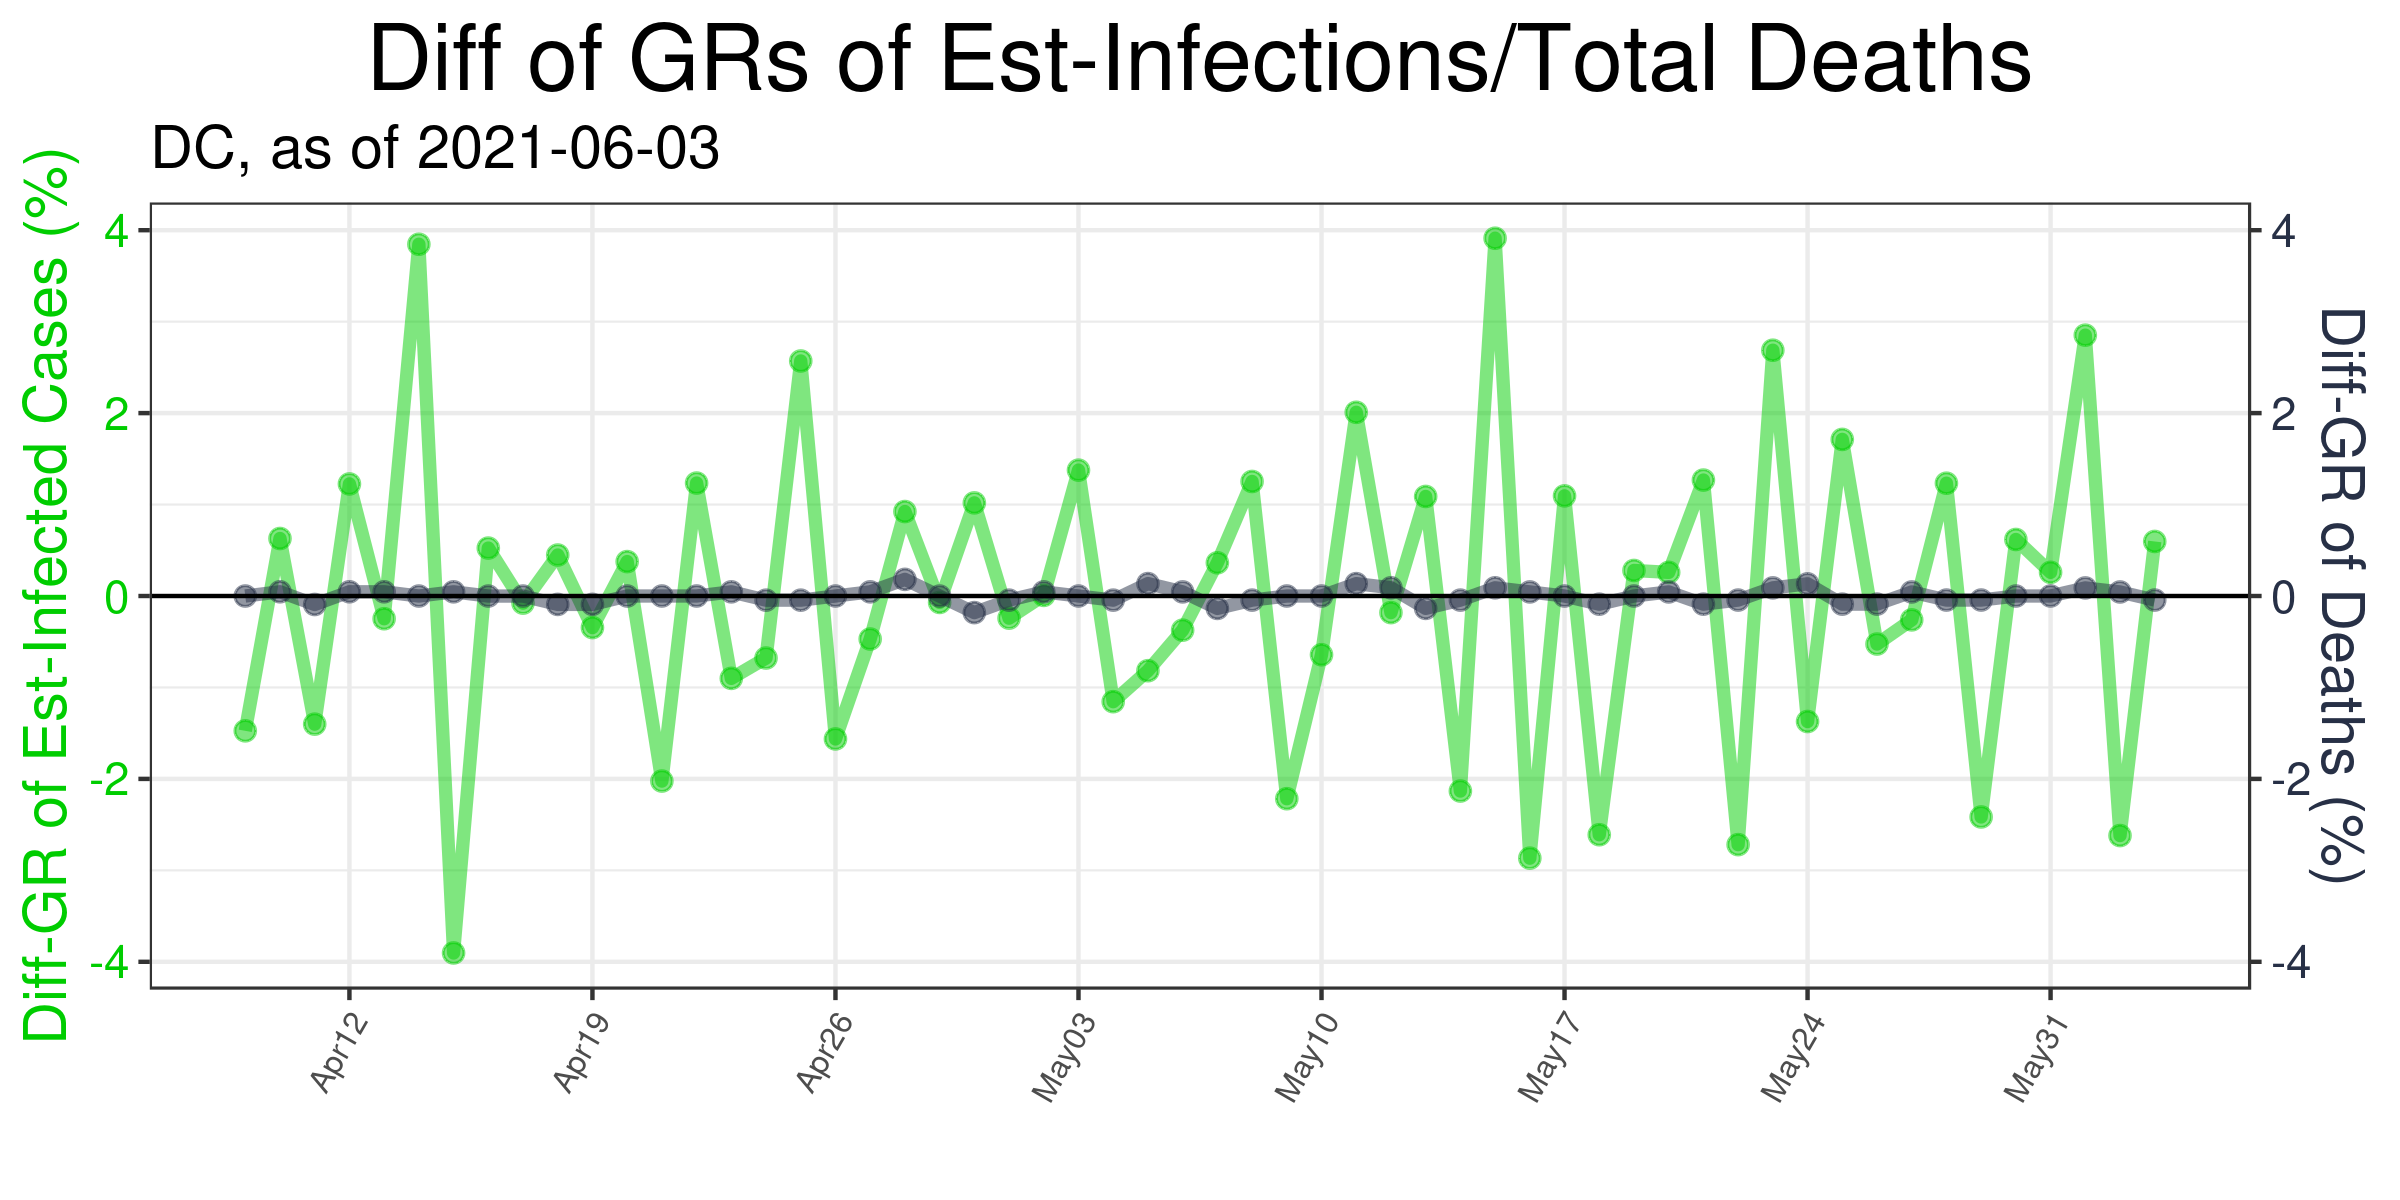 Diff of GRs of Est-Infections/Total Deaths
DC, as of 2021-06-03
Diff-GR of Est-Infected Cases (%)
4
2
0
-2
-4
4
2
0
-2
-4
Diff-GR of Deaths (%)
Apr12
Apr19
Apr26
May03
May10
May17
May24
May31